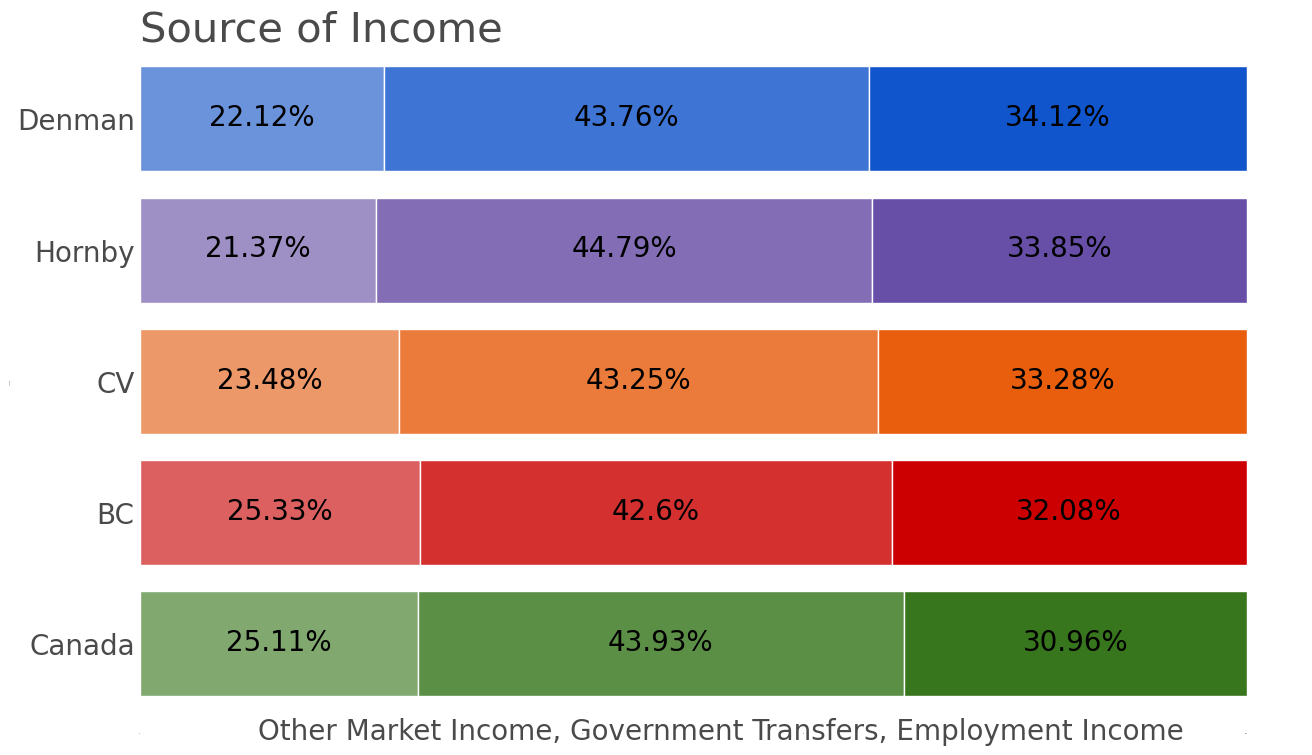 Source of Income
Denman 22.12% 43.76% 34.12%
Hornby 21.37% 44.79% 33.85%
CV 23.48% 43.25% 33.28%
BC 25.33% 42.6% 32.08%
Canada 25.11% 43.93% 30.96%
Other Market Income, Government Transfers, Employment Income